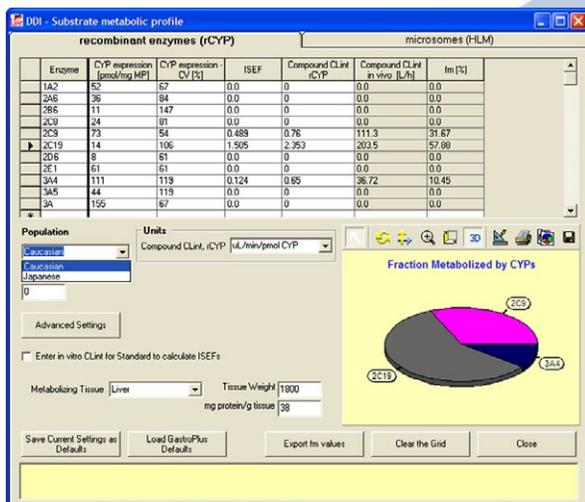 DDI - Substrate metabolic profile
recombinant enzymes (rCYP) microsomes (HLM)
Enzyme CYP expression [pmol/mg MP] CYP expression - CV [%] ISEF Compound CLint rCYP Compound CLint in vivo [L/h] fm [%]
1A2 52 67 0.0 0 0.0 0.0
2A6 36 84 0.0 0 0.0 0.0
2B6 11 147 0.0 0 0.0 0.0
2C8 24 81 0.0 0 0.0 0.0
2C9 73 54 0.489 0.76 111.3 31.67
2C19 14 106 1.505 2.353 203.5 57.88
2D6 8 61 0.0 0 0.0 0.0
2E1 61 61 0.0 0 0.0 0.0
3A4 111 119 0.124 0.65 36.72 10.45
3A5 44 119 0.0 0 0.0 0.0
3A 155 67 0.0 0 0.0 0.0
*
Population
Caucasian
Caucasian
Japanese
0
Units
Compound CLint, rCYP uL/min/pmol CYP
3D
Fraction Metabolized by CYPs
2C9
3A4
2C19
Advanced Settings
Enter in vitro CLint for Standard to calculate ISEFs
Metabolizing Tissue Liver Tissue Weight 1800
mg protein/g tissue 38
Save Current Settings as Defaults Load GastroPlus Defaults Export fm values Clear the Grid Close